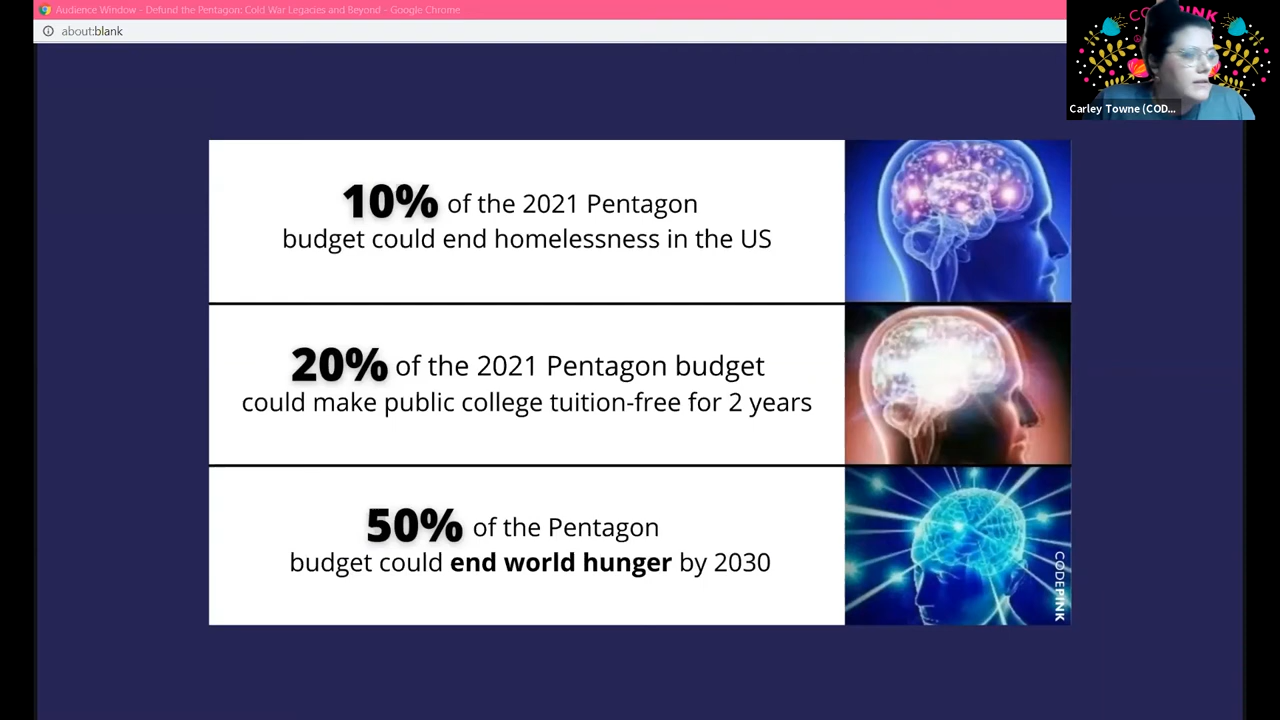 Audience Window - Defund the Pentagon: Cold War Legacies and Beyond - Google Chrome
about:blank
Carley Towne (COD...
10% of the 2021 Pentagon
budget could end homelessness in the US
20% of the 2021 Pentagon budget
could make public college tuition-free for 2 years
50% of the Pentagon
budget could end world hunger by 2030
CODEPINK